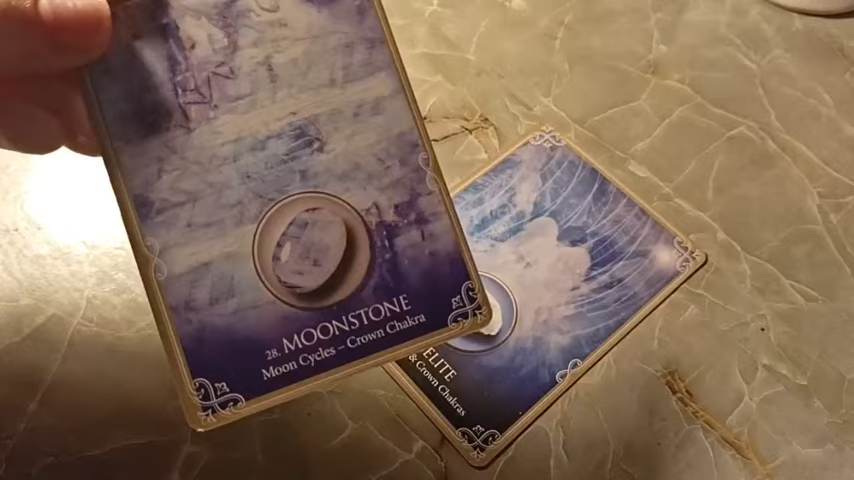 28. MOONSTONE
Moon Cycles – Crown Chakra
ELITE
& Crown Chakras